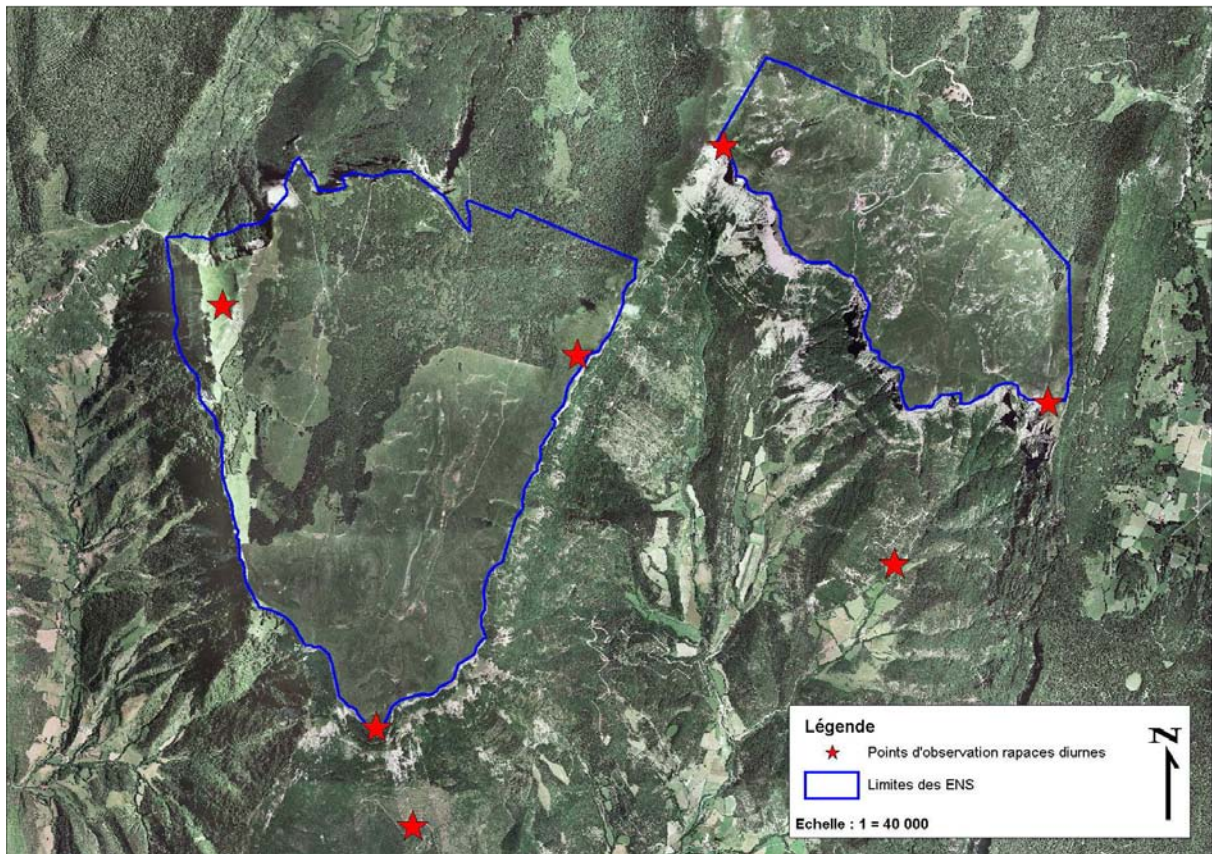 Légende
Points d'observation rapaces diurnes
Limites des ENS
Echelle : 1 = 40 000
N